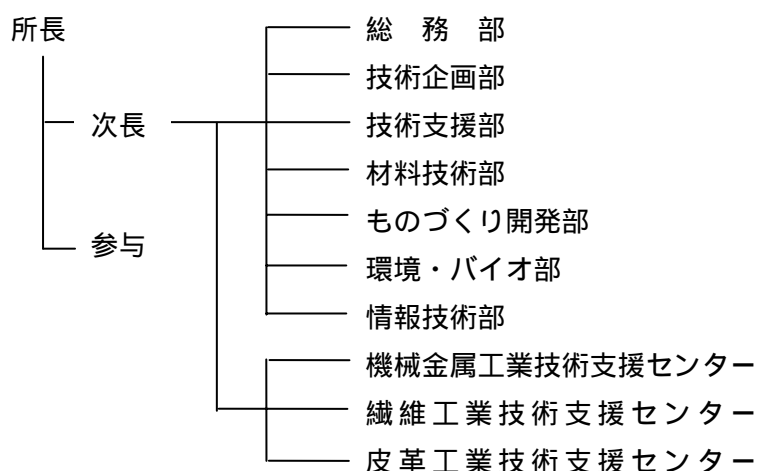 所長
総　務　部
技術企画部
次長
技術支援部
材料技術部
ものづくり開発部
参与
環境・バイオ部
情報技術部
機械金属工業技術支援センター
繊維工業技術支援センター
皮革工業技術支援センター